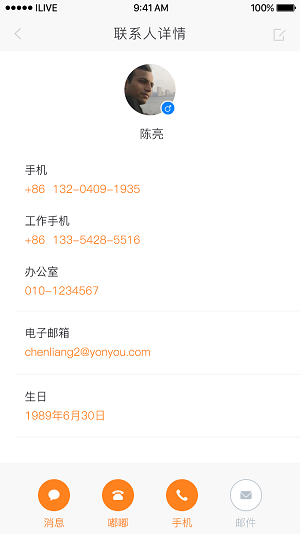 ILIVE 9:41 AM 100%
联系人详情
陈亮
手机
+86 132-0409-1935
工作手机
+86 133-5428-5516
办公室
010-1234567
电子邮箱
chenliang2@yonyou.com
生日
1989年6月30日
消息 嘟嘟 手机 邮件